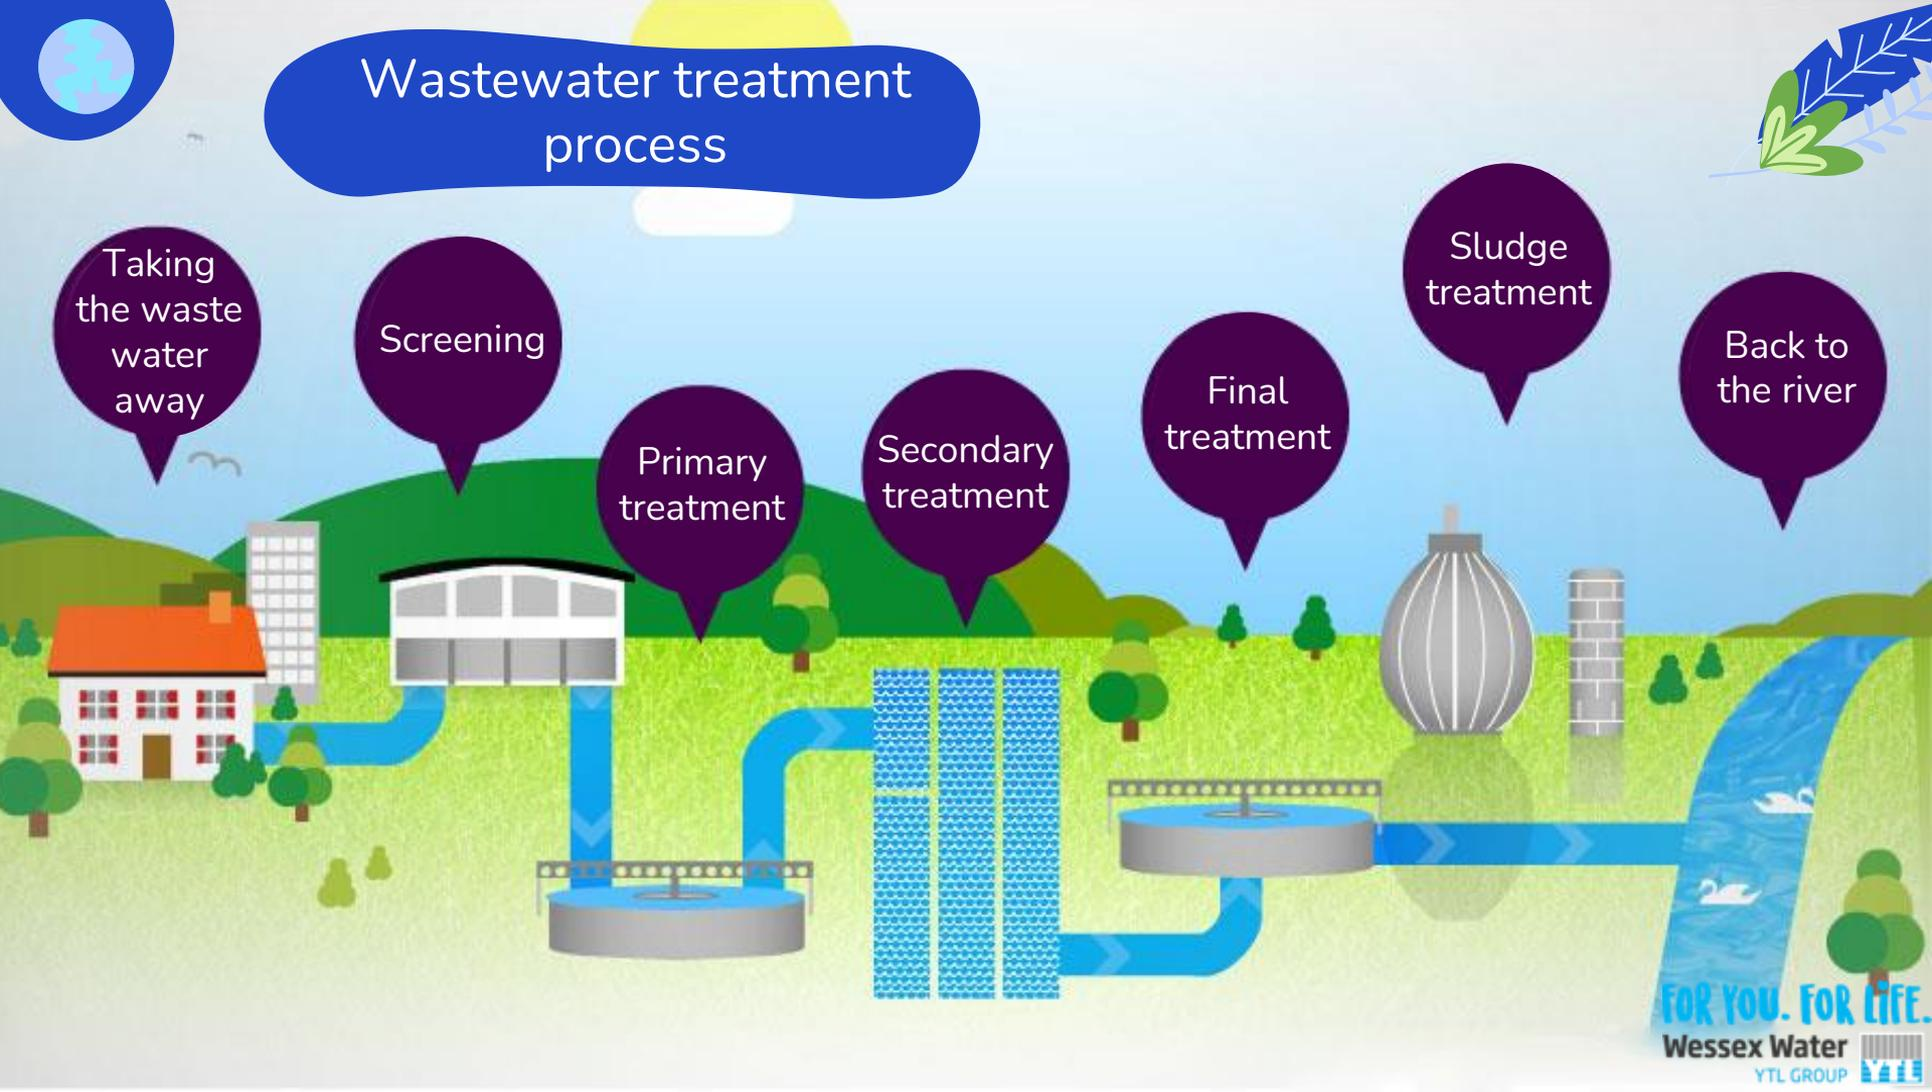 Wastewater treatment
process
Taking
the waste
water
away
Screening
Primary
treatment
Secondary
treatment
Final
treatment
Sludge
treatment
Back to
the river
FOR YOU. FOR LiFE.
Wessex Water
YTL GROUP
YTL